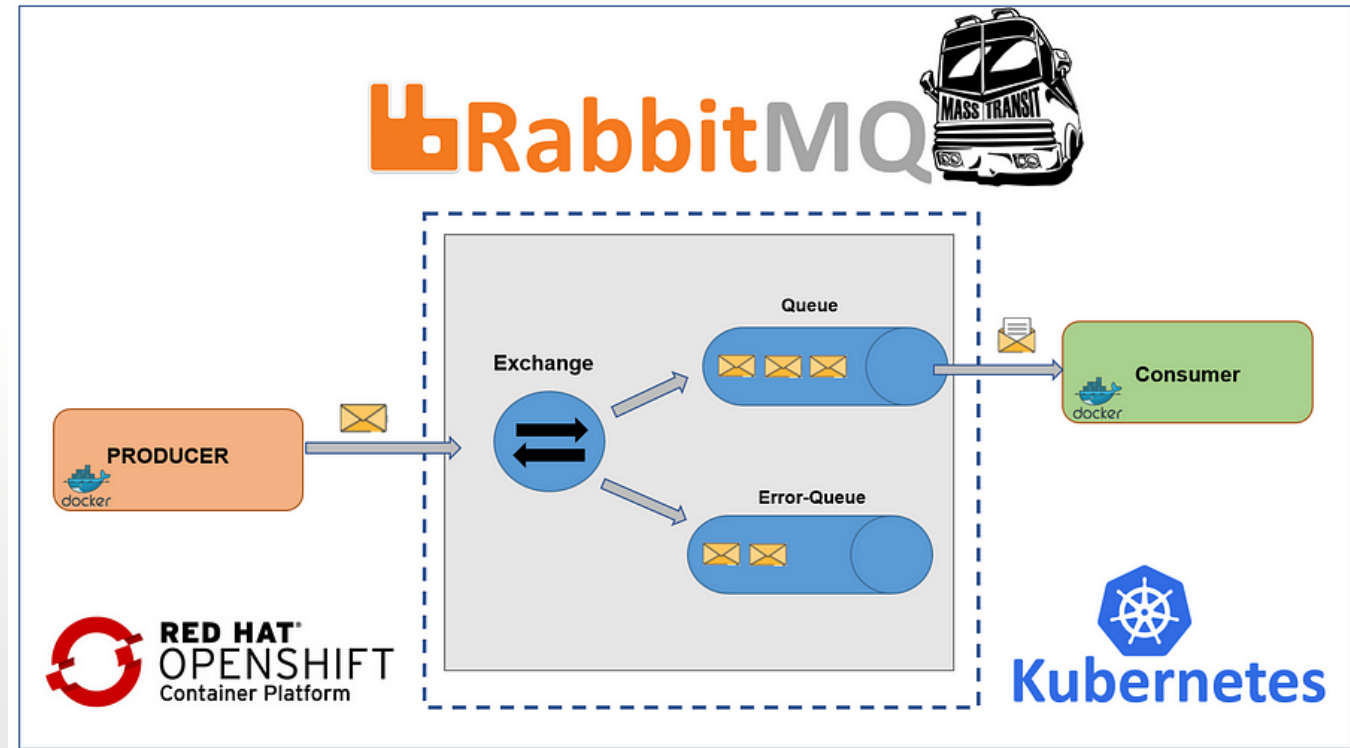 RabbitMQ
MASS TRANSIT
Queue
Exchange
Consumer
docker
PRODUCER
docker
Error-Queue
RED HAT®
OPENSHIFT
Container Platform
Kubernetes